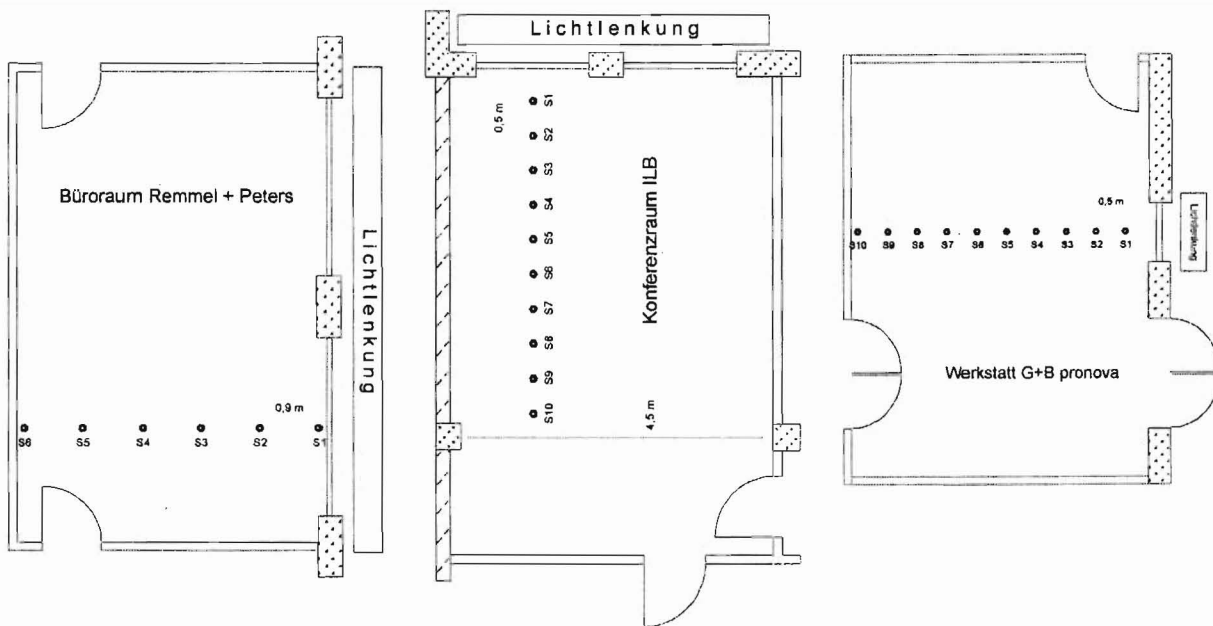 Büroraum Remmel + Peters
Lichtlenkung
0,9 m
S6 S5 S4 S3 S2 S1
Lichtlenkung
0,5 m
S1
S2
S3
S4
S5
S6
S7
S8
S9
S10
Konferenzraum ILB
4,5 m
0,5 m
Lichtlenkung
S10 S9 S8 S7 S6 S5 S4 S3 S2 S1
Werkstatt G+B pronova